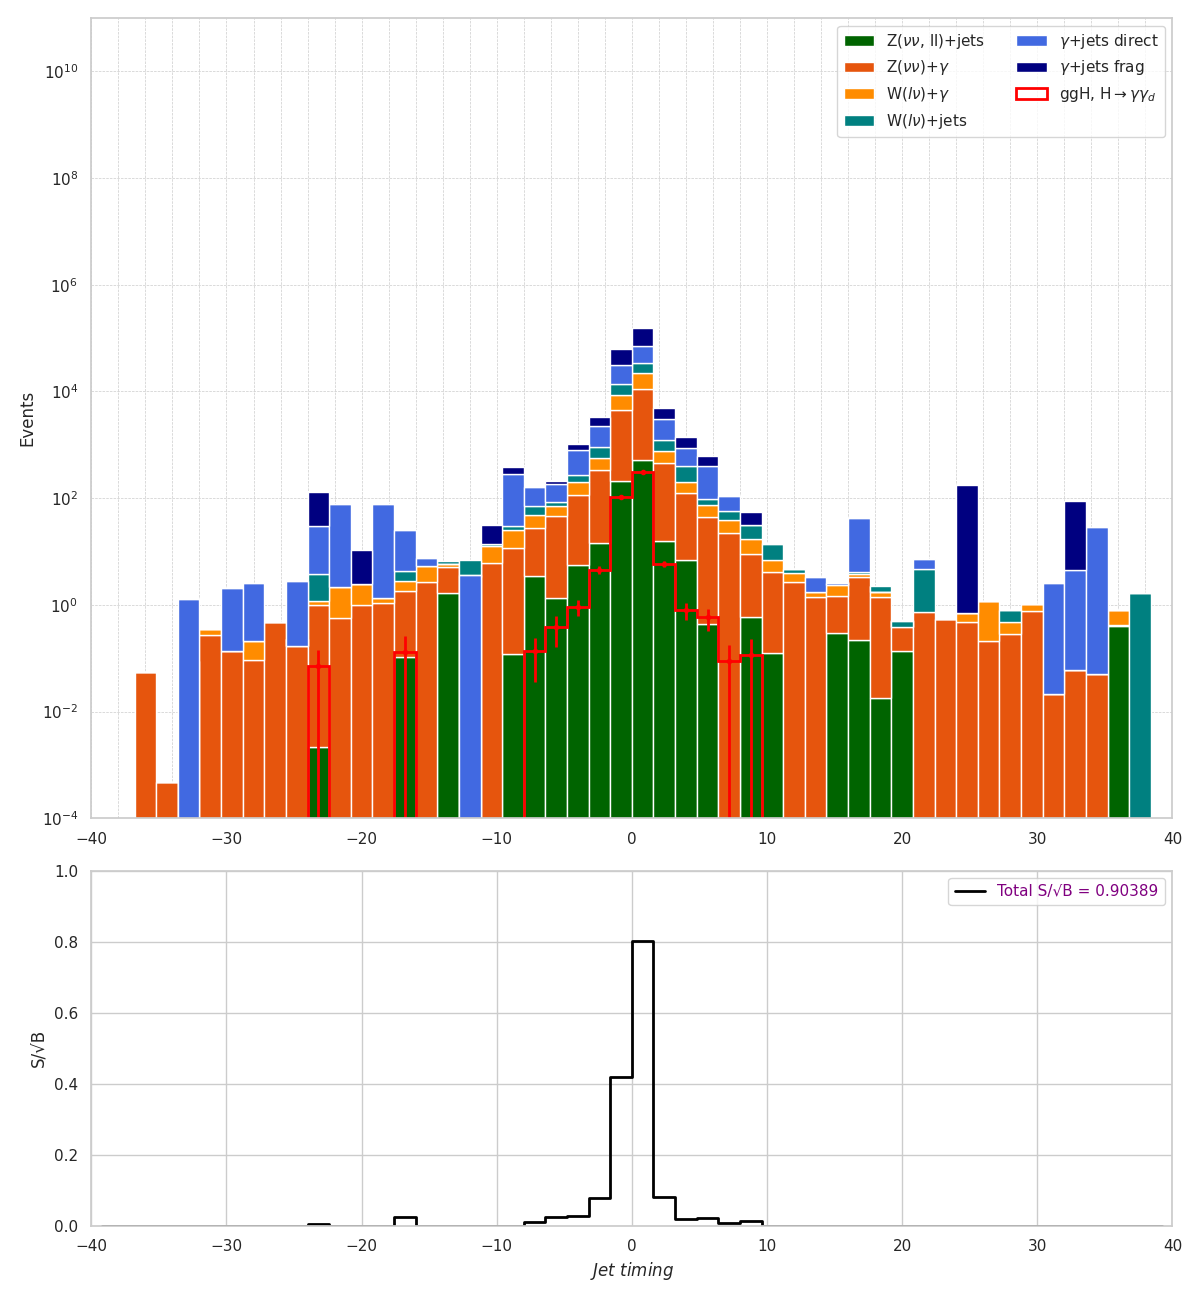 Z(νν, ll)+jets
Z(νν)+γ
W(lν)+γ
W(lν)+jets
γ+jets direct
γ+jets frag
ggH, H→γγ_d
Events
10^10
10^8
10^6
10^4
10^2
10^0
10^−2
10^−4
−40 −30 −20 −10 0 10 20 30 40
Total S/√B = 0.90389
S/√B
1.0
0.8
0.6
0.4
0.2
0.0
−40 −30 −20 −10 0 10 20 30 40
Jet timing